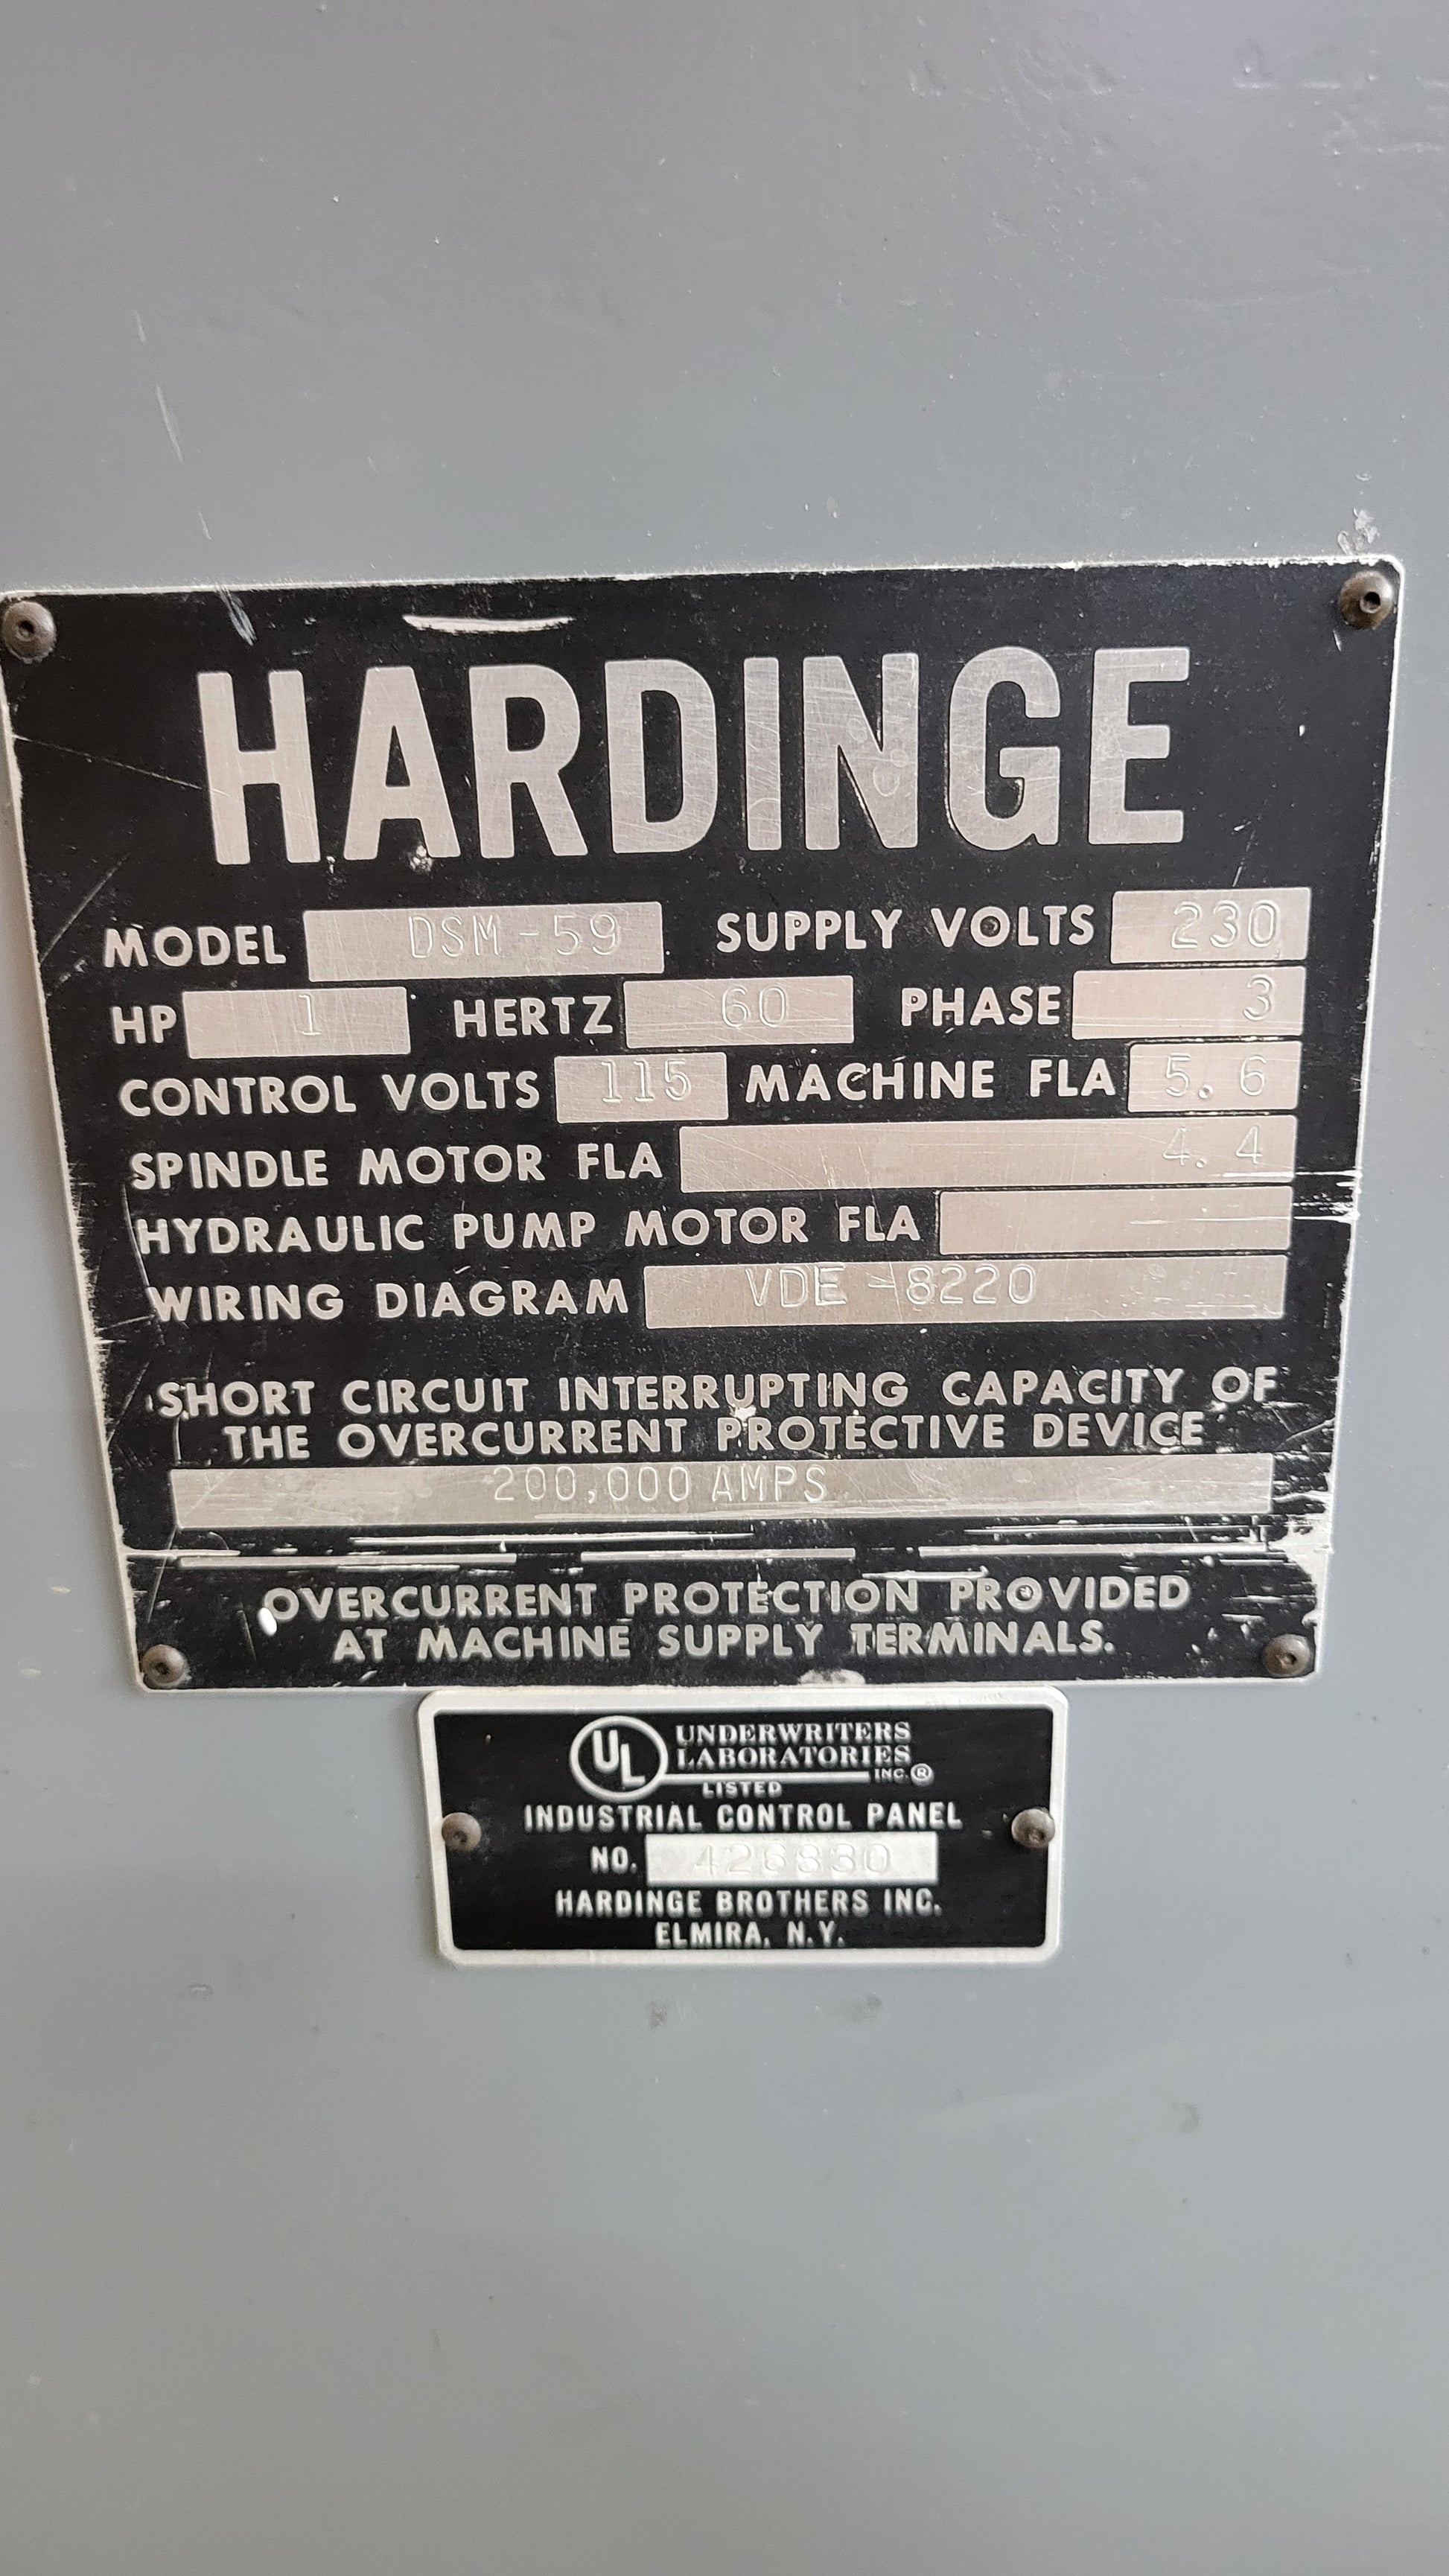 HARDINGE
MODEL DSM-59 SUPPLY VOLTS 230
HP 1 HERTZ 60 PHASE 3
CONTROL VOLTS 115 MACHINE FLA 5.6
SPINDLE MOTOR FLA 4.4
HYDRAULIC PUMP MOTOR FLA
WIRING DIAGRAM VDE-8220
SHORT CIRCUIT INTERRUPTING CAPACITY OF
THE OVERCURRENT PROTECTIVE DEVICE
200,000 AMPS
OVERCURRENT PROTECTION PROVIDED
AT MACHINE SUPPLY TERMINALS.
UL UNDERWRITERS
LABORATORIES
INC.®
LISTED
INDUSTRIAL CONTROL PANEL
NO. 426830
HARDINGE BROTHERS INC.
ELMIRA, N.Y.